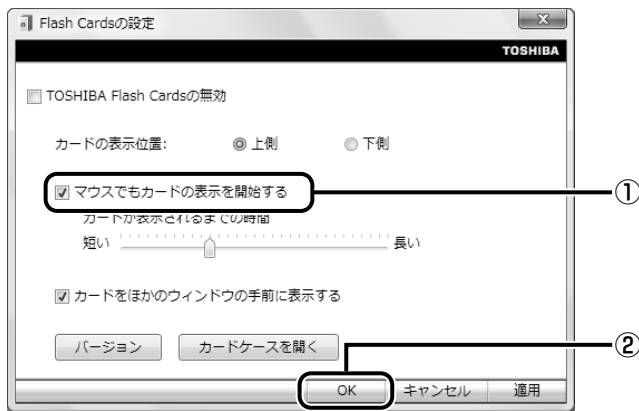 Flash Cardsの設定
TOSHIBA
TOSHIBA Flash Cardsの無効
カードの表示位置: 上側 下側
マウスでもカードの表示を開始する ①
カードが表示されるまでの時間
短い 長い
カードをほかのウィンドウの手前に表示する
バージョン カードケースを開く
②
OK キャンセル 適用